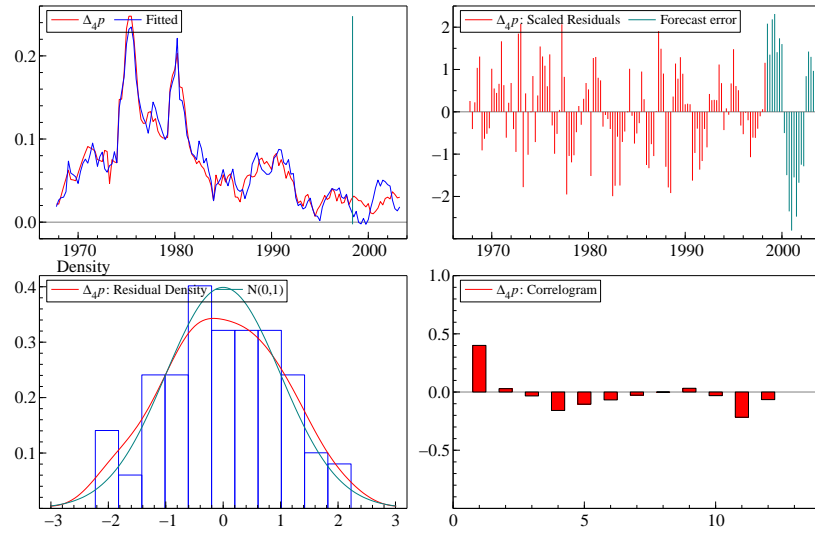 Δ₄p Fitted
0.2
0.1
0.0
1970 1980 1990 2000
Δ₄p: Scaled Residuals Forecast error
2
1
0
−1
−2
1970 1980 1990 2000
Density
Δ₄p: Residual Density N(0,1)
0.4
0.3
0.2
0.1
−3 −2 −1 0 1 2 3
Δ₄p: Correlogram
1.0
0.5
0.0
−0.5
0 5 10